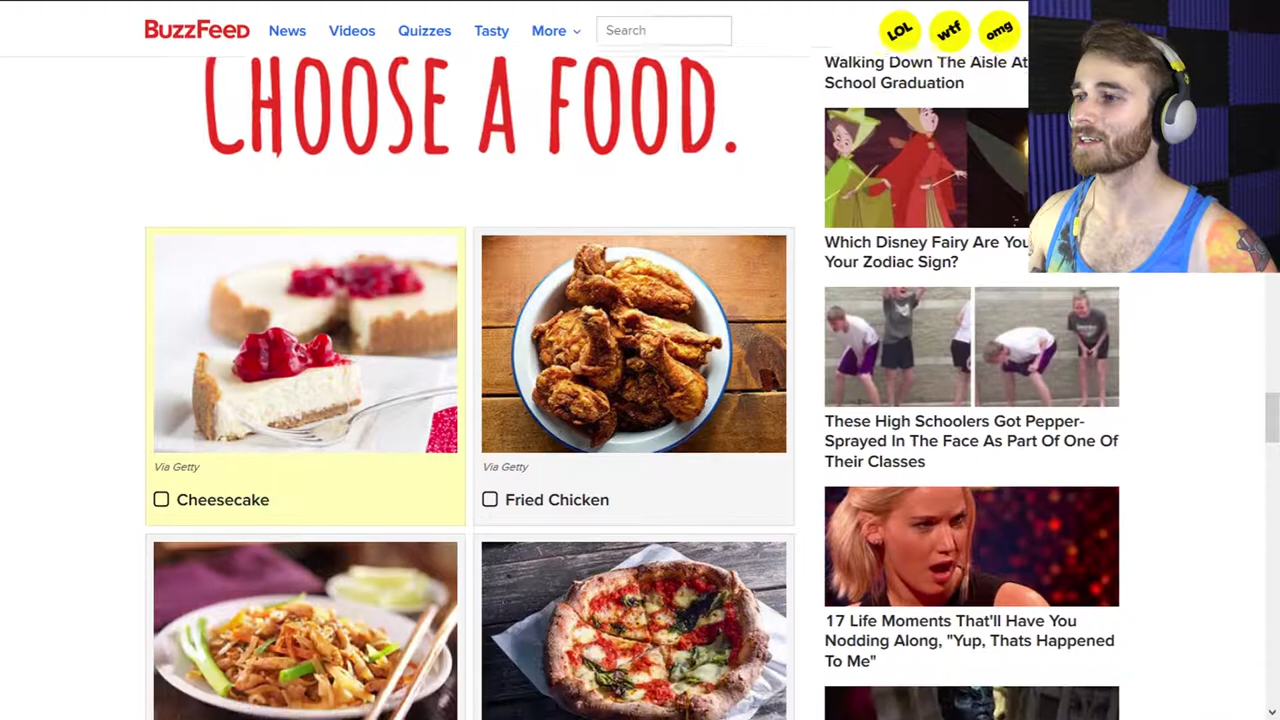 BuzzFeed News Videos Quizzes Tasty More Search LOL wtf omg
CHOOSE A FOOD.
Via Getty
Cheesecake
Via Getty
Fried Chicken
Walking Down The Aisle At
School Graduation
Which Disney Fairy Are You
Your Zodiac Sign?
These High Schoolers Got Pepper-
Sprayed In The Face As Part Of One Of
Their Classes
17 Life Moments That'll Have You
Nodding Along, "Yup, Thats Happened
To Me"